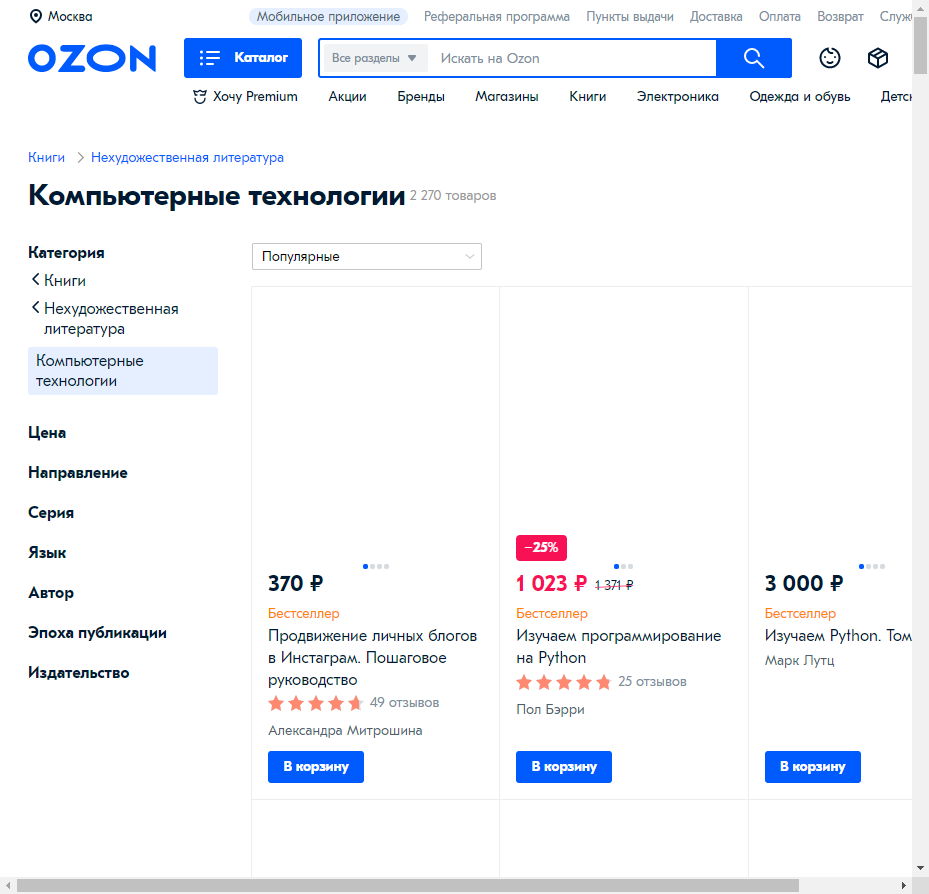 Москва
Мобильное приложение Реферальная программа Пункты выдачи Доставка Оплата Возврат
OZON Каталог Все разделы Искать на Ozon
Хочу Premium Акции Бренды Магазины Книги Электроника Одежда и обувь
Книги Нехудожественная литература
Компьютерные технологии 2 270 товаров
Категория
Книги
Нехудожественная
литература
Компьютерные
технологии
Цена
Направление
Серия
Язык
Автор
Эпоха публикации
Издательство
Популярные
370 ₽
Бестселлер
Продвижение личных блогов
в Инстаграм. Пошаговое
руководство
49 отзывов
Александра Митрошина
В корзину
−25%
1 023 ₽ 1 371 ₽
Бестселлер
Изучаем программирование
на Python
25 отзывов
Пол Бэрри
В корзину
3 000 ₽
Бестселлер
Изучаем Python. Том
Марк Лутц
В корзину